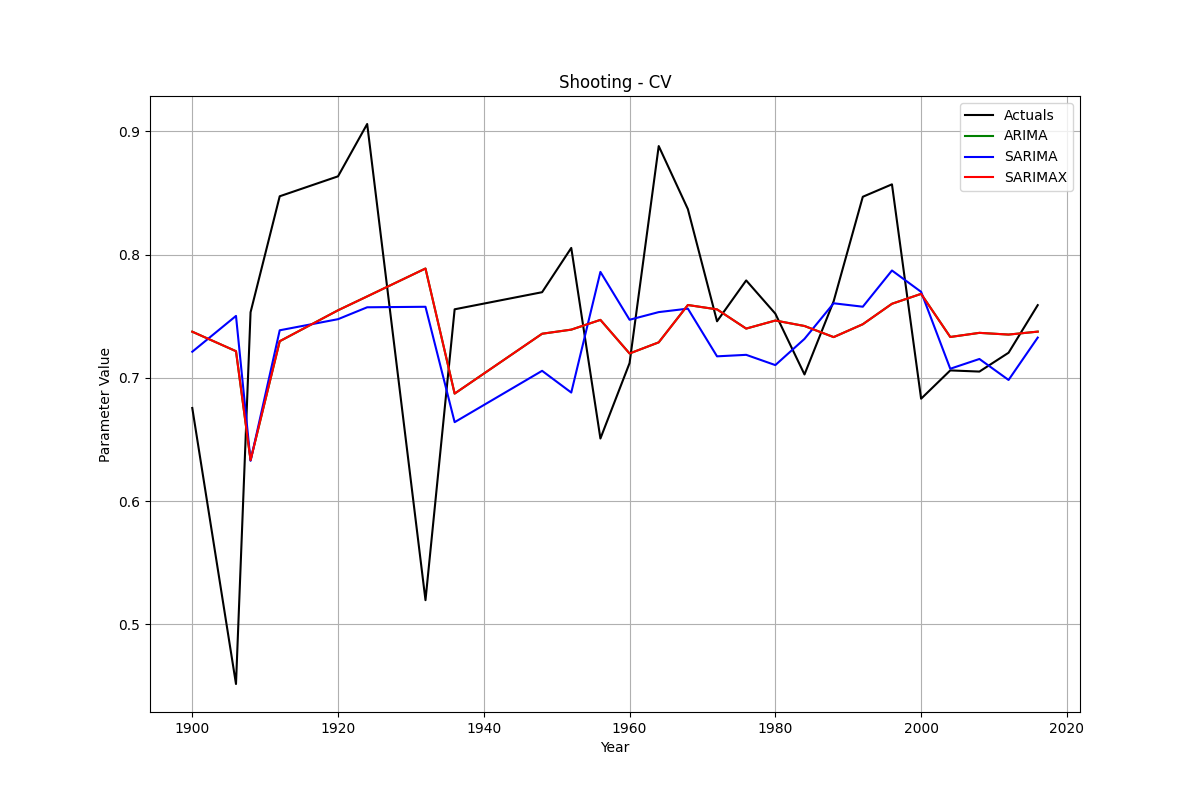 Shooting - CV
Actuals
ARIMA
SARIMA
SARIMAX
0.9
0.8
0.7
0.6
0.5
Parameter Value
1900 1920 1940 1960 1980 2000 2020
Year